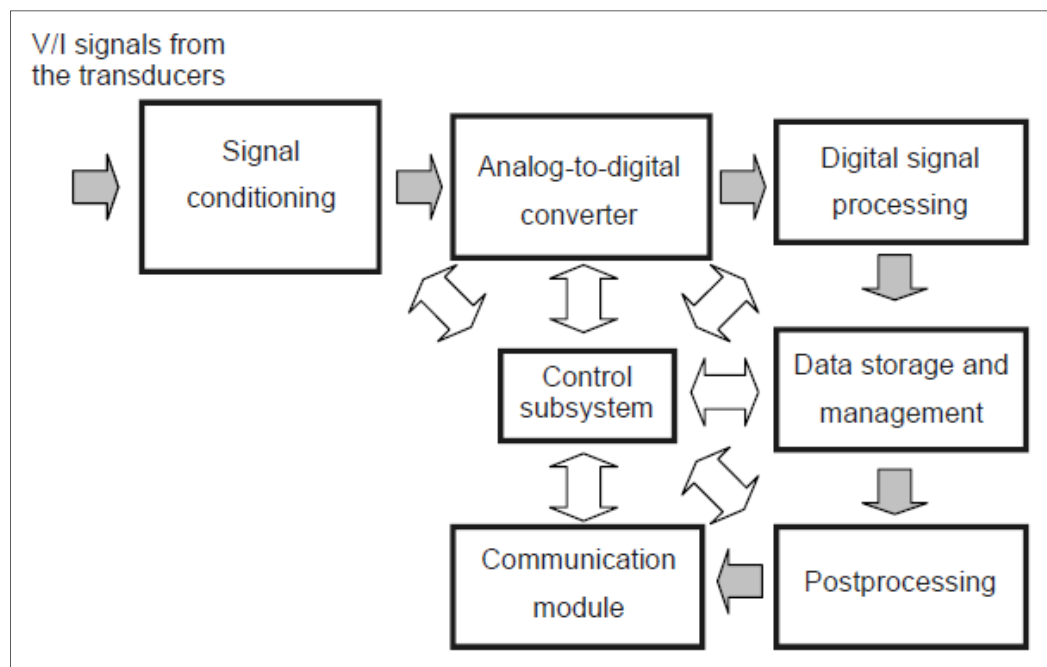 V/I signals from
the transducers
Signal
conditioning
Analog-to-digital
converter
Digital signal
processing
Control
subsystem
Data storage and
management
Communication
module
Postprocessing